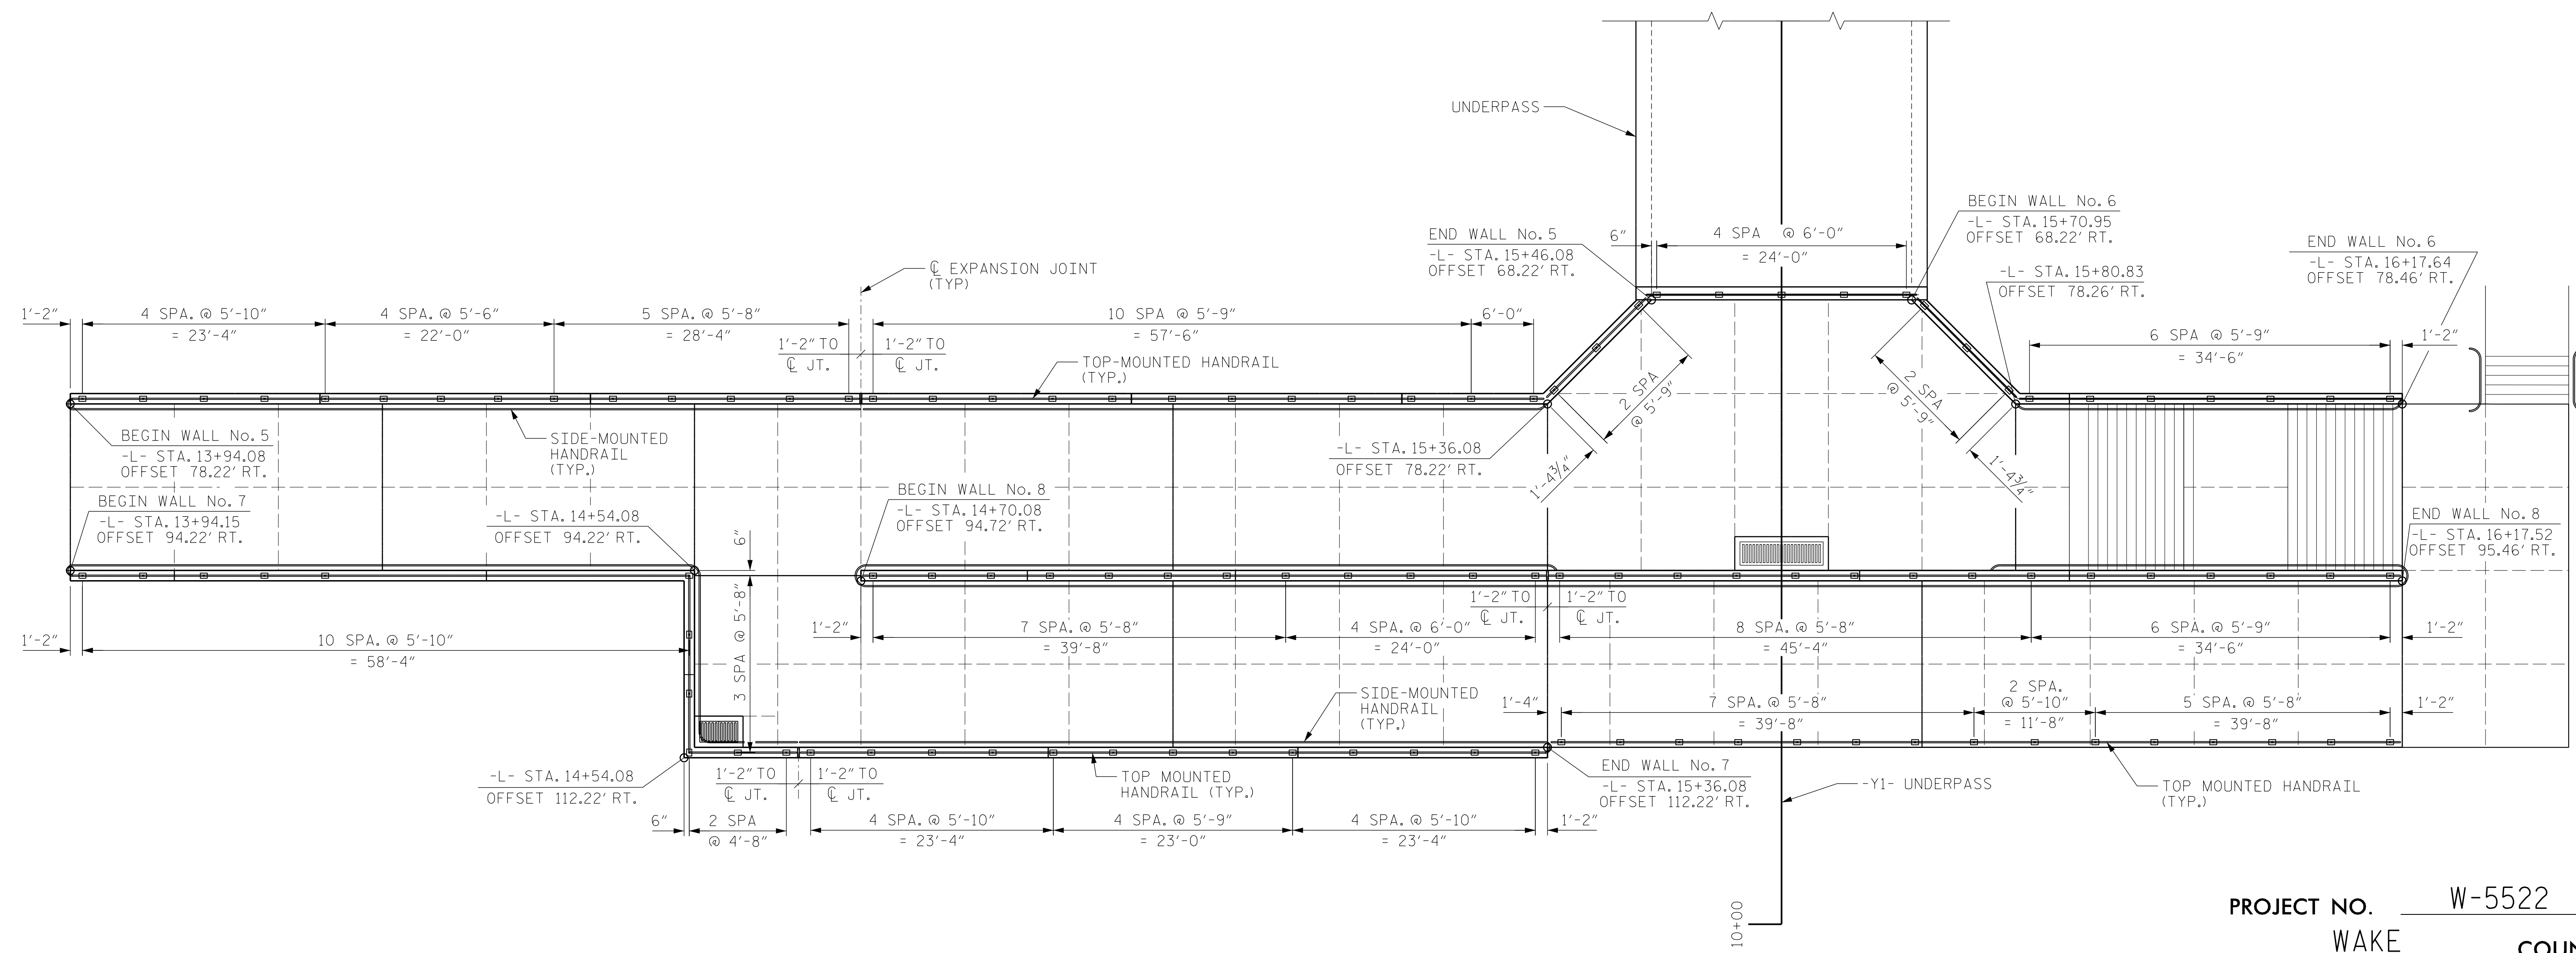 UNDERPASS
BEGIN WALL No. 6
-L- STA. 15+70.95
OFFSET 68.22' RT.
END WALL No. 5
-L- STA. 15+46.08
OFFSET 68.22' RT.
6"
4 SPA @ 6'-0"
= 24'-0"
END WALL No. 6
-L- STA. 16+17.64
OFFSET 78.46' RT.
-L- STA. 15+80.83
OFFSET 78.26' RT.
℄ EXPANSION JOINT
(TYP)
1'-2"
4 SPA. @ 5'-10"
= 23'-4"
4 SPA. @ 5'-6"
= 22'-0"
5 SPA. @ 5'-8"
= 28'-4"
10 SPA @ 5'-9"
= 57'-6"
6'-0"
6 SPA @ 5'-9"
= 34'-6"
1'-2"
1'-2" TO
℄ JT.
1'-2" TO
℄ JT.
TOP-MOUNTED HANDRAIL
(TYP.)
2 SPA
@ 5'-9"
2 SPA
@ 5'-9"
BEGIN WALL No. 5
-L- STA. 13+94.08
OFFSET 78.22' RT.
SIDE-MOUNTED
HANDRAIL
(TYP.)
-L- STA. 15+36.08
OFFSET 78.22' RT.
1'-4¾"
1'-4¾"
BEGIN WALL No. 7
-L- STA. 13+94.15
OFFSET 94.22' RT.
-L- STA. 14+54.08
OFFSET 94.22' RT.
BEGIN WALL No. 8
-L- STA. 14+70.08
OFFSET 94.72' RT.
END WALL No. 8
-L- STA. 16+17.52
OFFSET 95.46' RT.
6"
3 SPA @ 5'-8"
1'-2" TO
℄ JT.
1'-2" TO
℄ JT.
1'-2"
10 SPA. @ 5'-10"
= 58'-4"
1'-2"
7 SPA. @ 5'-8"
= 39'-8"
4 SPA. @ 6'-0"
= 24'-0"
8 SPA. @ 5'-8"
= 45'-4"
6 SPA. @ 5'-9"
= 34'-6"
1'-2"
SIDE-MOUNTED
HANDRAIL
(TYP.)
1'-4"
7 SPA. @ 5'-8"
= 39'-8"
2 SPA.
@ 5'-10"
= 11'-8"
5 SPA. @ 5'-8"
= 39'-8"
1'-2"
-L- STA. 14+54.08
OFFSET 112.22' RT.
1'-2" TO
℄ JT.
1'-2" TO
℄ JT.
TOP MOUNTED
HANDRAIL (TYP.)
END WALL No. 7
-L- STA. 15+36.08
OFFSET 112.22' RT.
-Y1- UNDERPASS
TOP MOUNTED HANDRAIL
(TYP.)
6"
2 SPA
@ 4'-8"
4 SPA. @ 5'-10"
= 23'-4"
4 SPA. @ 5'-9"
= 23'-0"
4 SPA. @ 5'-10"
= 23'-4"
1'-2"
10+00
PROJECT NO. W-5522
WAKE